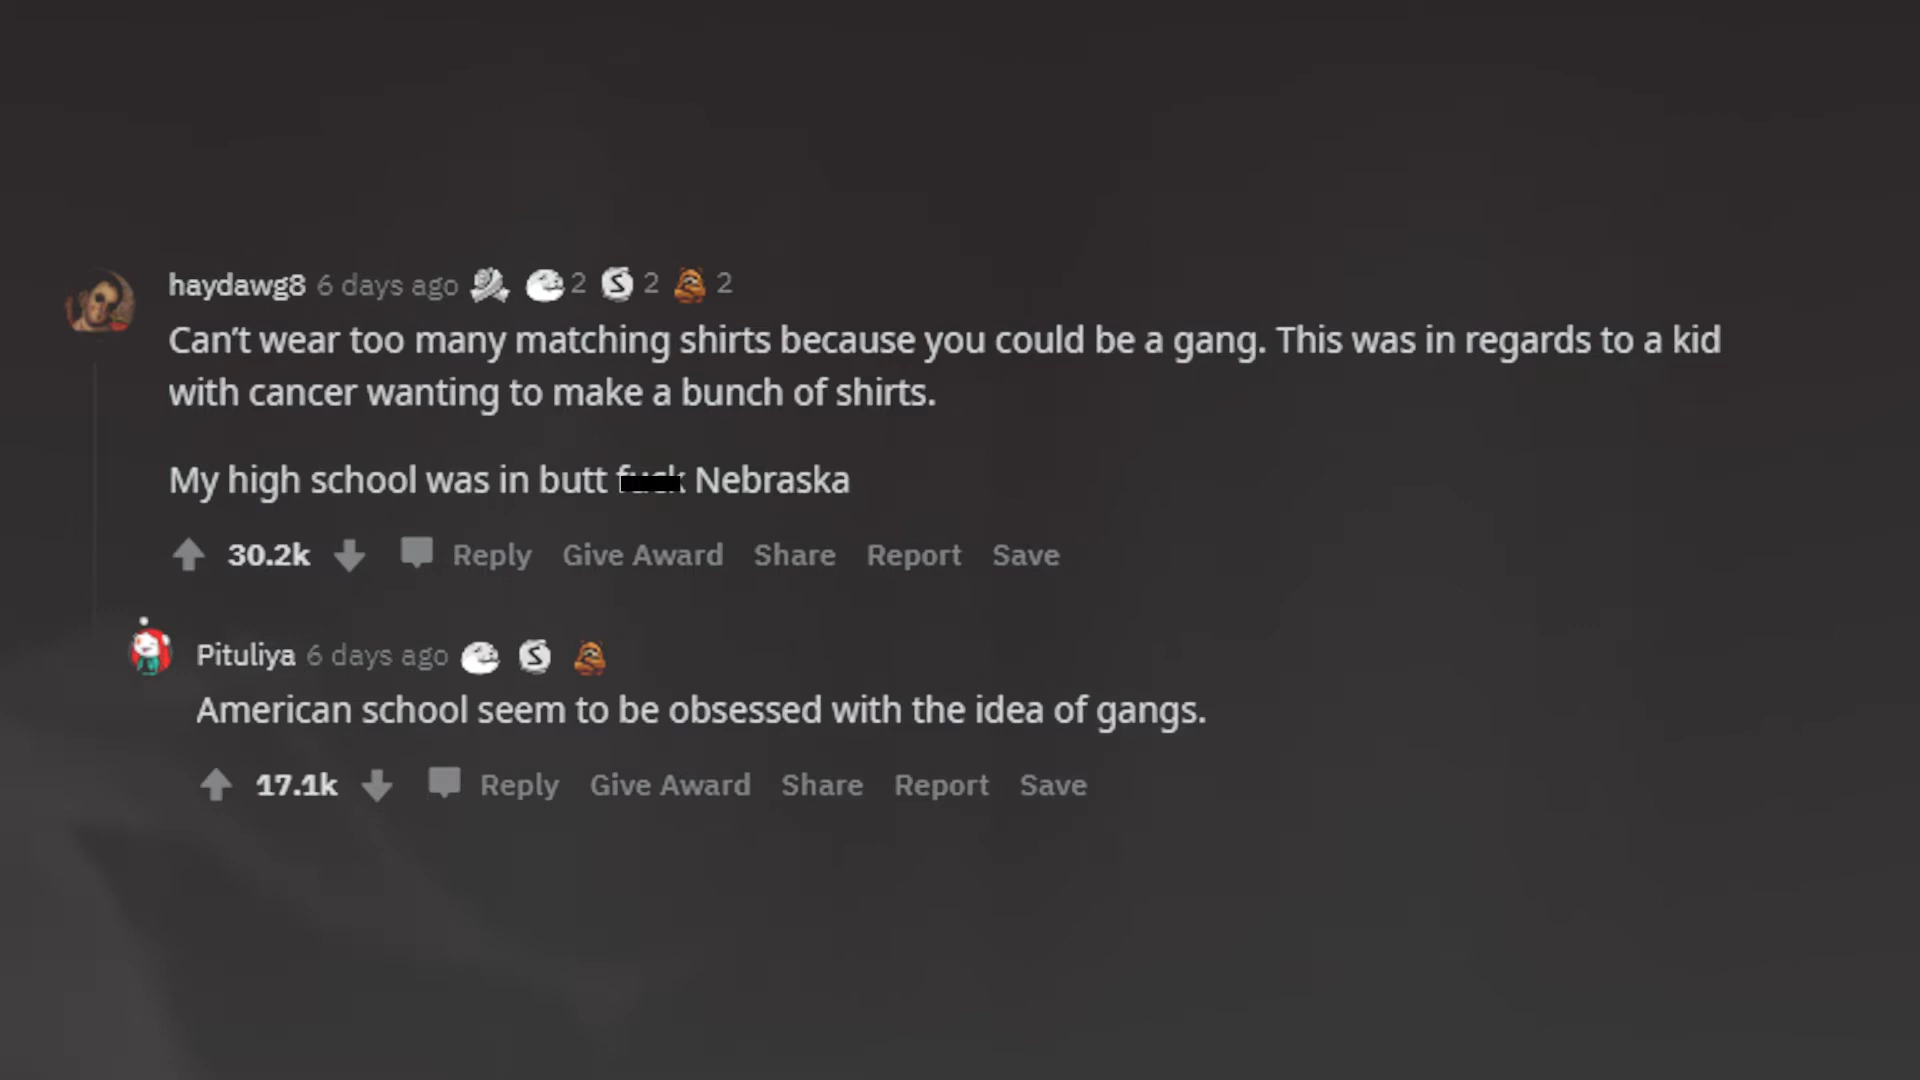 haydawg8 6 days ago 2 2 2
Can't wear too many matching shirts because you could be a gang. This was in regards to a kid
with cancer wanting to make a bunch of shirts.
My high school was in butt fuck Nebraska
30.2k Reply Give Award Share Report Save
Pituliya 6 days ago
American school seem to be obsessed with the idea of gangs.
17.1k Reply Give Award Share Report Save